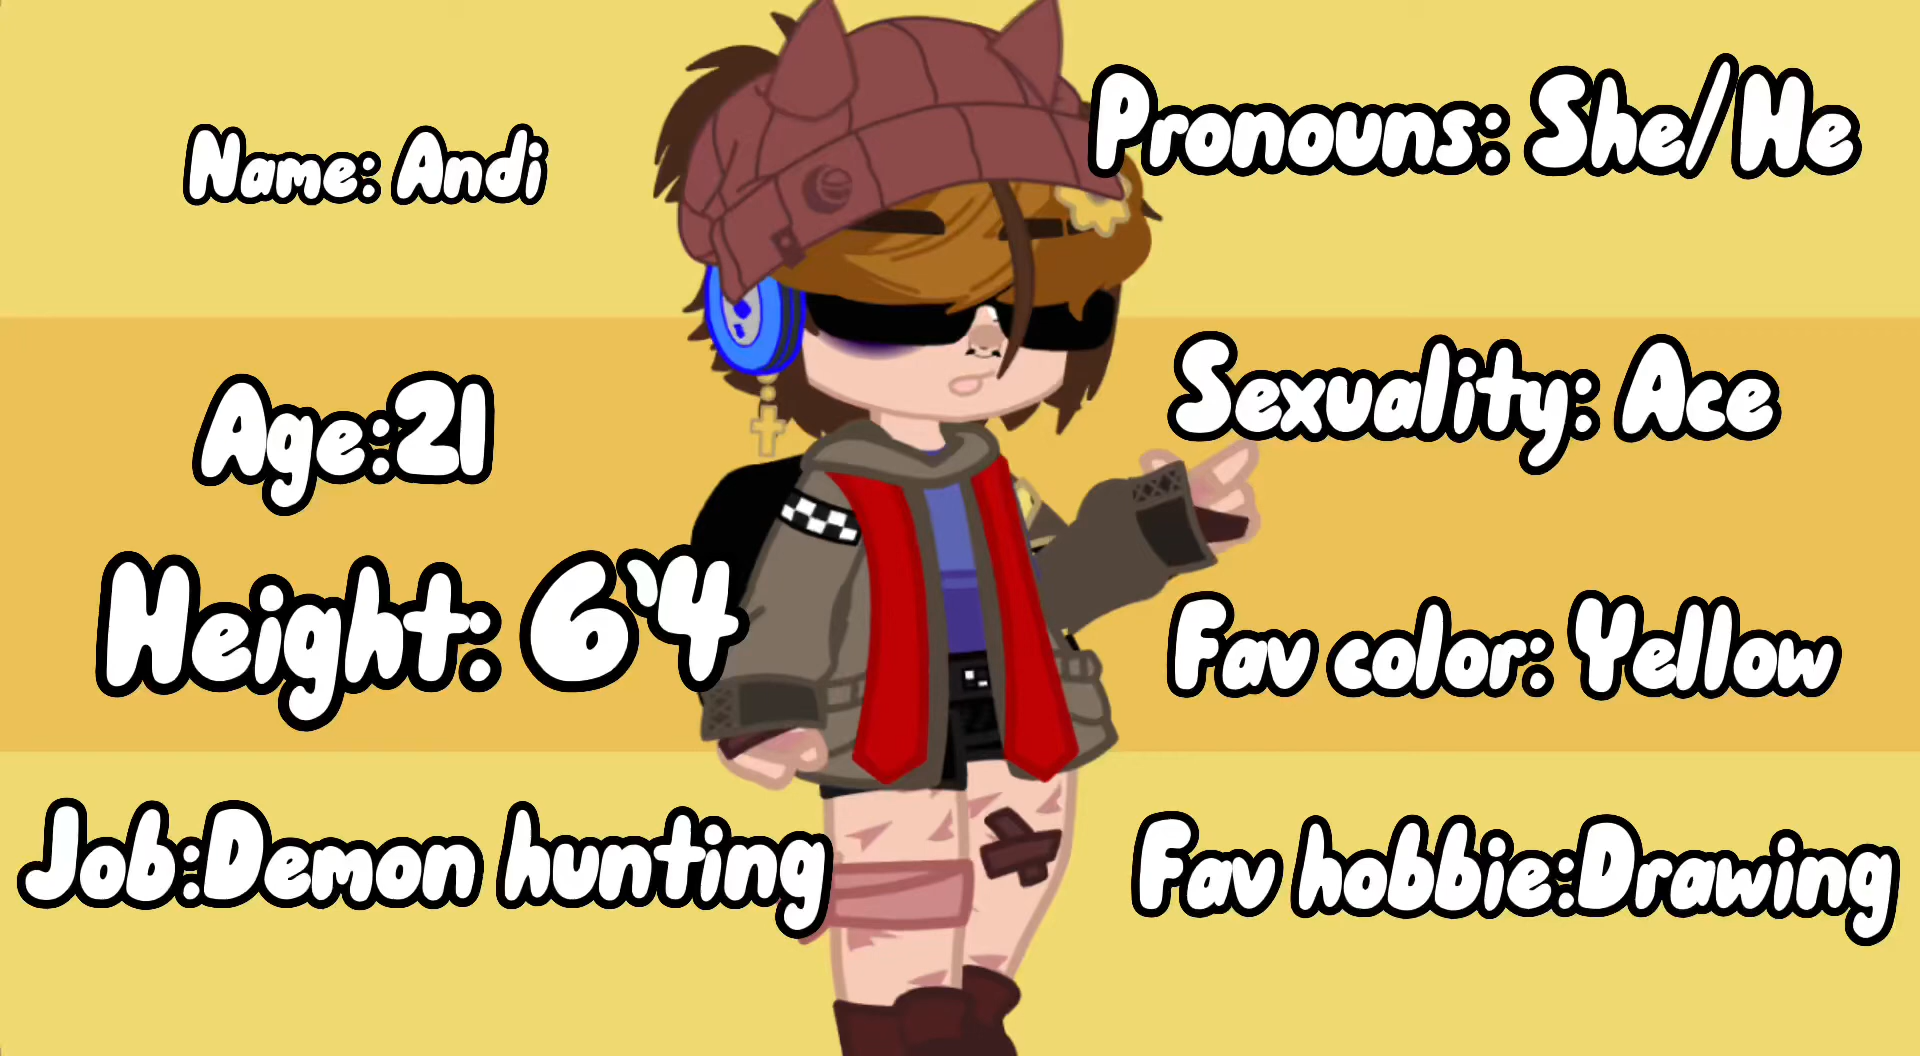 Name: Andi
Pronouns: She/He
Age:21
Sexuality: Ace
Height: 6`4
Fav color: Yellow
Job:Demon hunting
Fav hobbie:Drawing